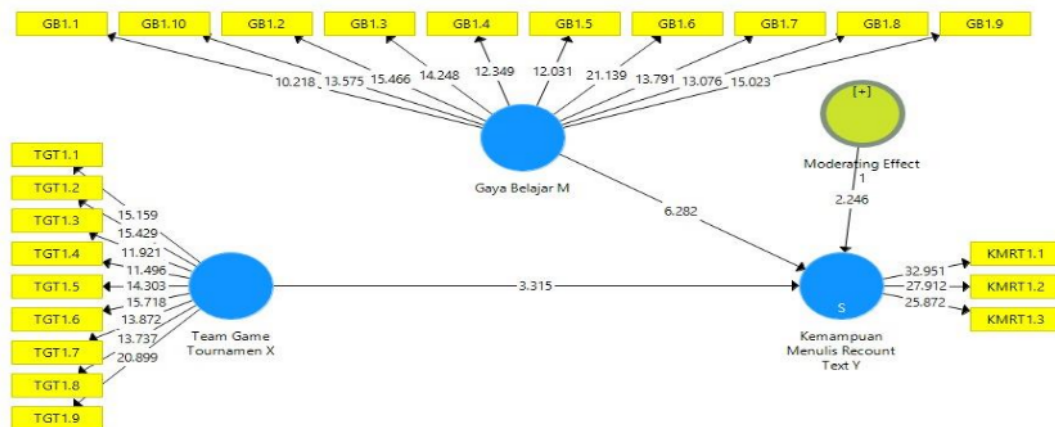 GB1.1 GB1.10 GB1.2 GB1.3 GB1.4 GB1.5 GB1.6 GB1.7 GB1.8 GB1.9
10.218 13.575 15.466 14.248 12.349 12.031 21.139 13.791 13.076 15.023
[+]
Gaya Belajar M
Moderating Effect
1
6.282
2.246
TGT1.1
TGT1.2
TGT1.3
TGT1.4
TGT1.5
TGT1.6
TGT1.7
TGT1.8
TGT1.9
15.159
15.429
11.921
11.496
14.303
15.718
13.872
13.737
20.899
Team Game
Tournamen X
3.315
S
Kemampuan
Menulis Recount
Text Y
32.951
27.912
25.872
KMRT1.1
KMRT1.2
KMRT1.3